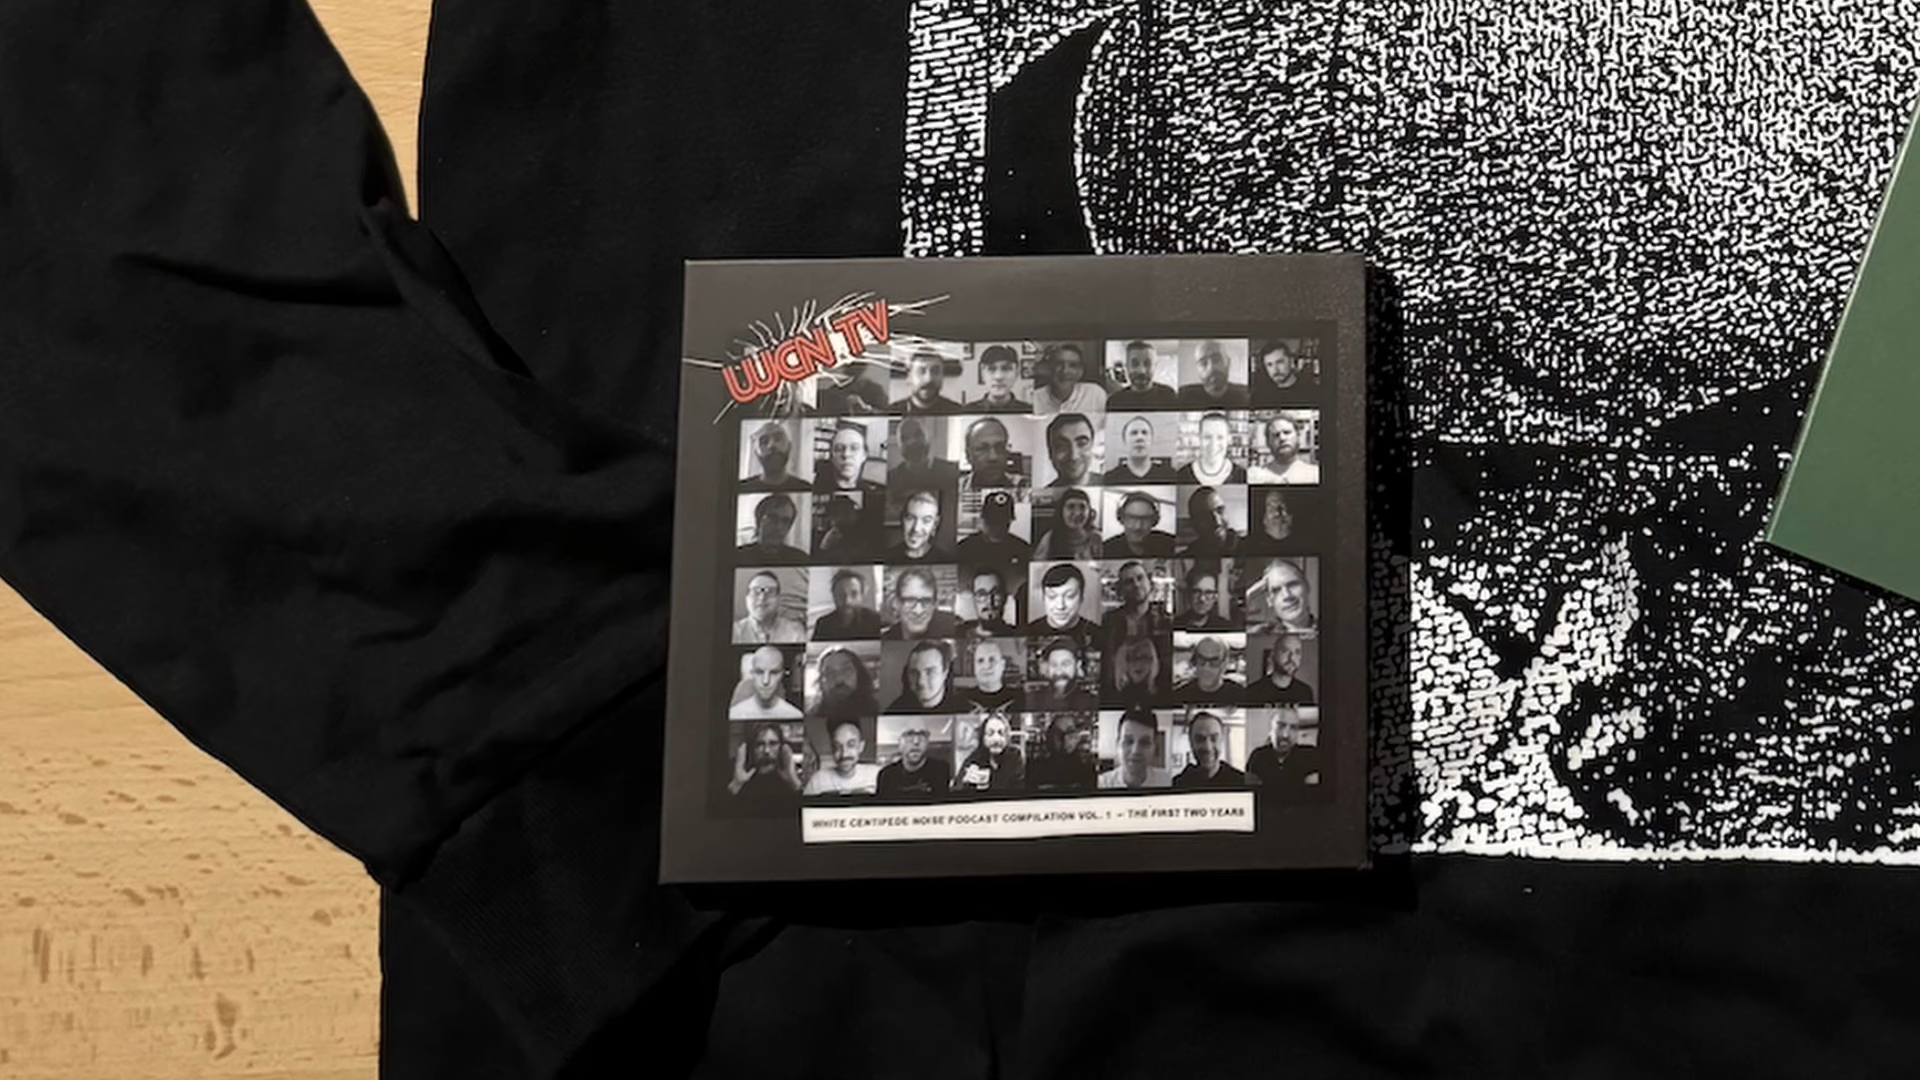 WCN TV
WHITE CENTIPEDE NOISE PODCAST COMPILATION VOL. 1 – THE FIRST TWO YEARS